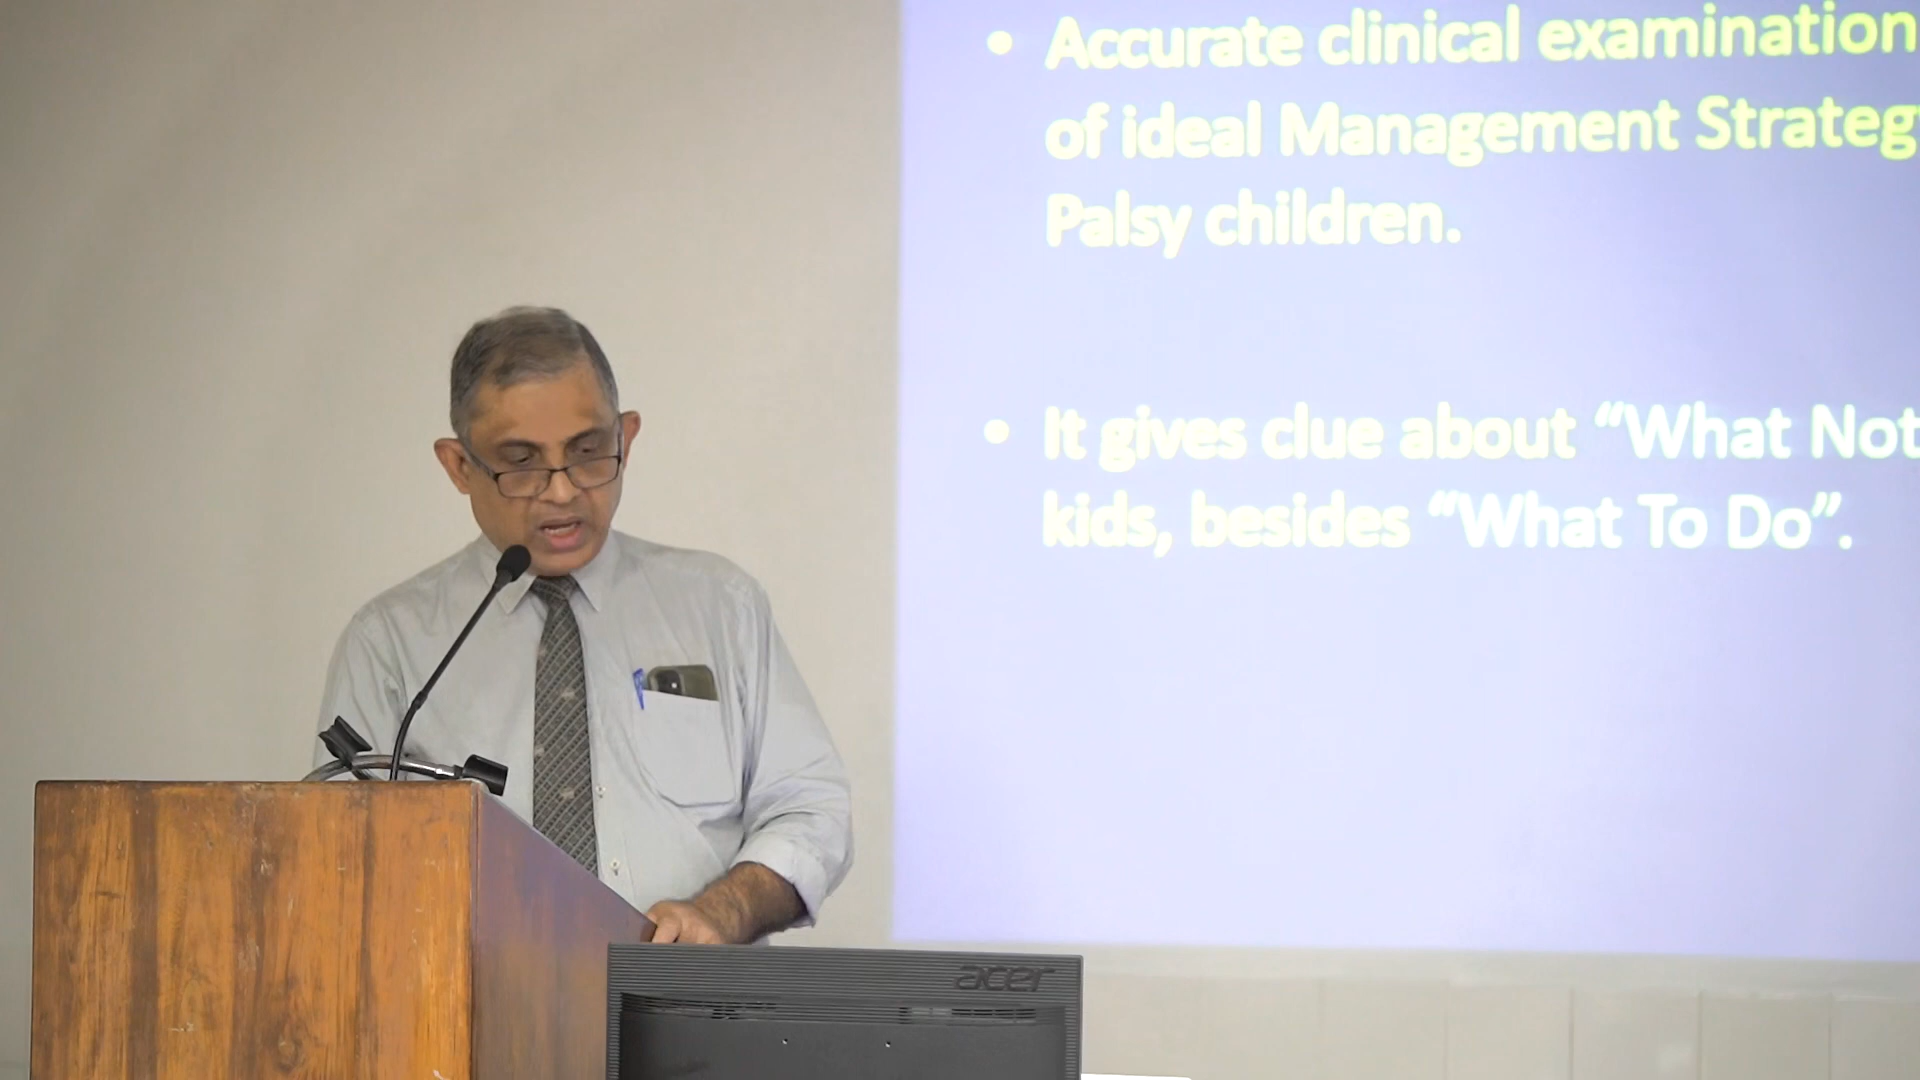 • Accurate clinical examination
of ideal Management Strateg
Palsy children.
• It gives clue about “What Not
kids, besides “What To Do”.
acer